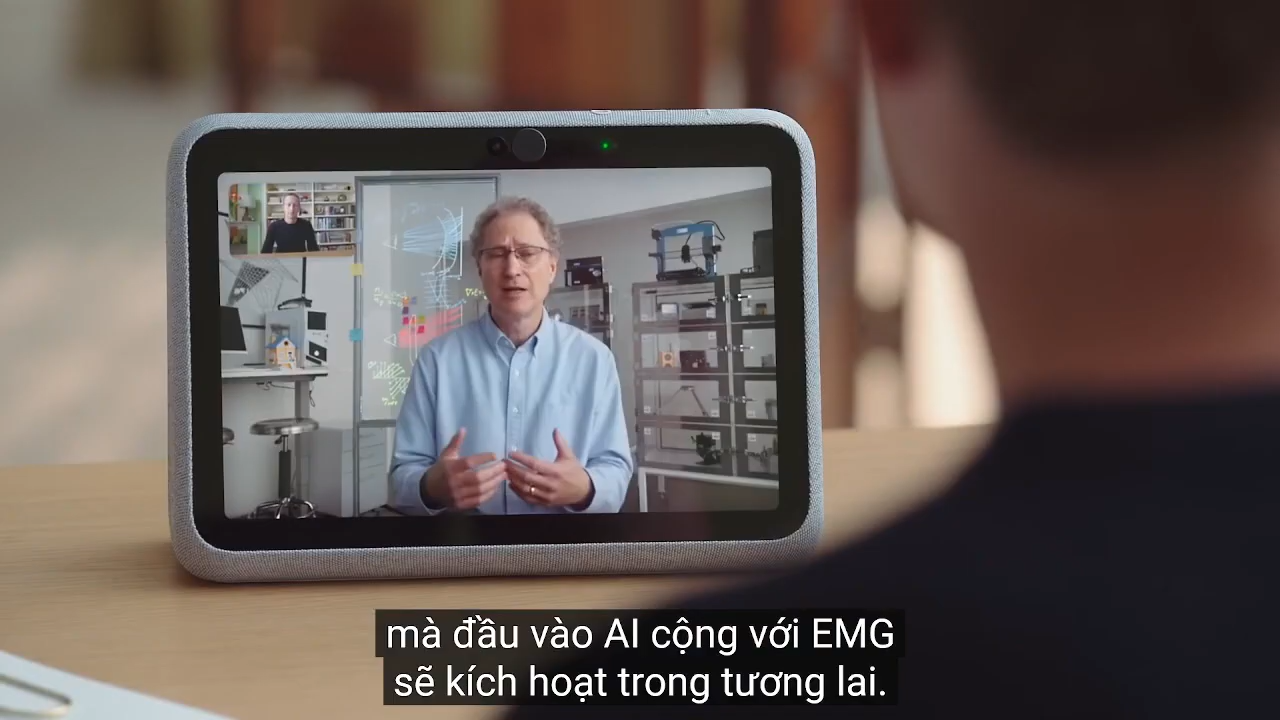 mà đầu vào AI cộng với EMG
sẽ kích hoạt trong tương lai.